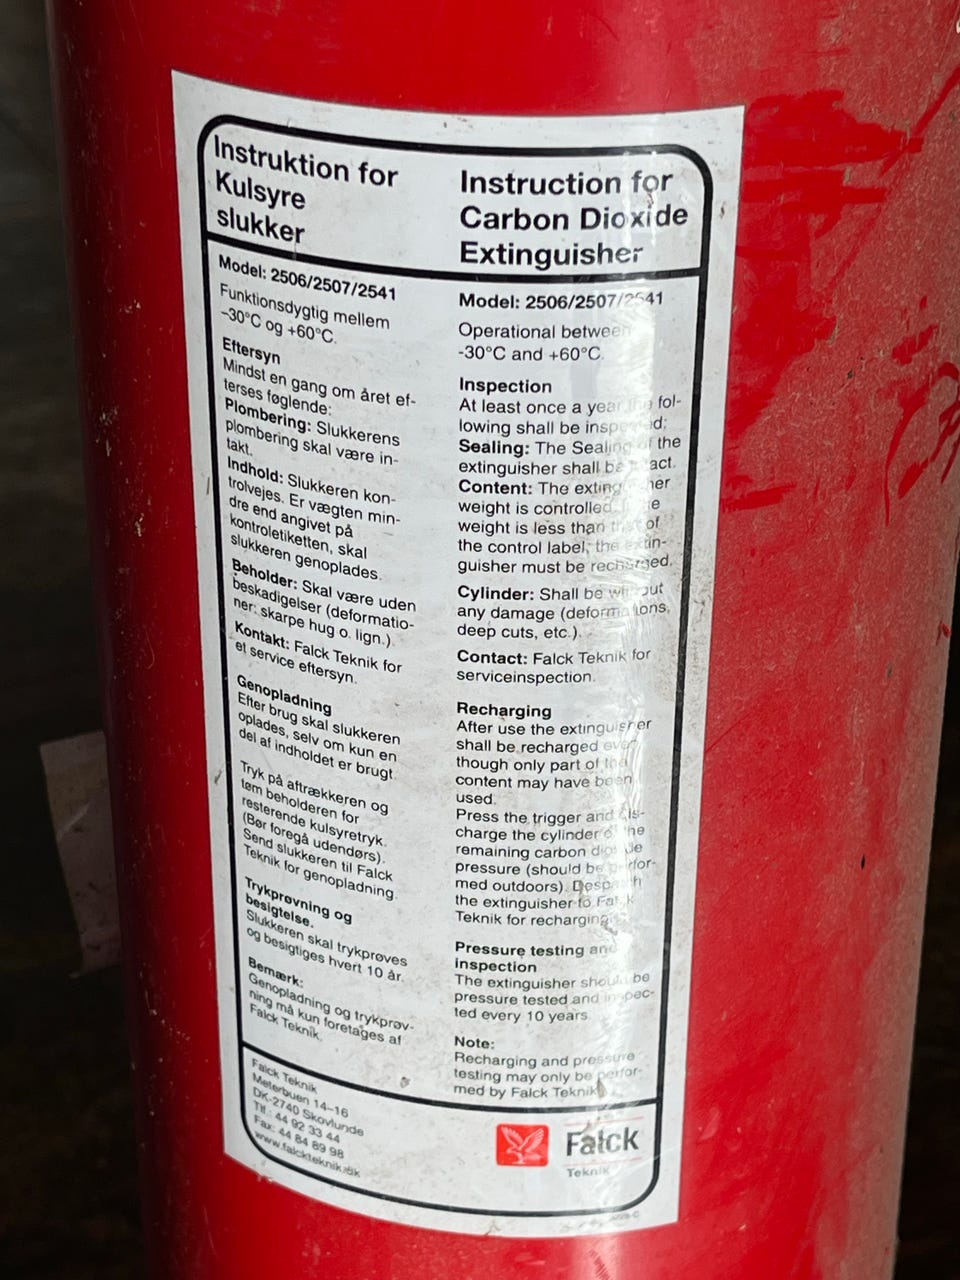 Instruktion for
Kulsyre
slukker
Model: 2506/2507/2541
Funktionsdygtig mellem
-30°C og +60°C.
Eftersyn
Mindst en gang om året ef-
terses føglende:
Plombering: Slukkerens
plombering skal være in-
takt.
Indhold: Slukkeren kon-
trolvejes. Er vægten min-
dre end angivet på
kontroletiketten, skal
slukkeren genoplades.
Beholder: Skal være uden
beskadigelser (deformatio-
ner: skarpe hug o. lign.).
Kontakt: Falck Teknik for
et service eftersyn.
Genopladning
Efter brug skal slukkeren
oplades, selv om kun en
del af indholdet er brugt
Tryk på aftrækkeren og
tøm beholderen for
resterende kulsyretryk.
(Bør foregå udendørs).
Send slukkeren til Falck
Teknik for genopladning.
Trykprøvning og
besigtelse.
Slukkeren skal trykprøves
og besigtiges hvert 10 år.
Bemærk:
Genopladning og trykprøv-
ning må kun foretages af
Falck Teknik.
Falck Teknik
Meterbuen 14-16
DK-2740 Skovlunde
Tlf.: 44 92 33 44
Fax: 44 84 89 98
www.falckteknik.dk
Instruction for
Carbon Dioxide
Extinguisher
Model: 2506/2507/2541
Operational between
-30°C and +60°C.
Inspection
At least once a year the fol-
lowing shall be inspected;
Sealing: The Sealing of the
extinguisher shall be intact.
Content: The extinguisher
weight is controlled. e
weight is less than that of
the control label, the extin-
guisher must be recharged.
Cylinder: Shall be without
any damage (deformations,
deep cuts, etc.).
Contact: Falck Teknik for
serviceinspection.
Recharging
After use the extinguisher
shall be recharged even
though only part of the
content may have been
used.
Press the trigger and dis-
charge the cylinder of the
remaining carbon dioxide
pressure (should be perfor-
med outdoors). Despatch
the extinguisher to Falck
Teknik for recharging.
Pressure testing and
inspection
The extinguisher should be
pressure tested and inspec-
ted every 10 years.
Note:
Recharging and pressure
testing may only be perfor-
med by Falck Teknik.
Falck
Teknik